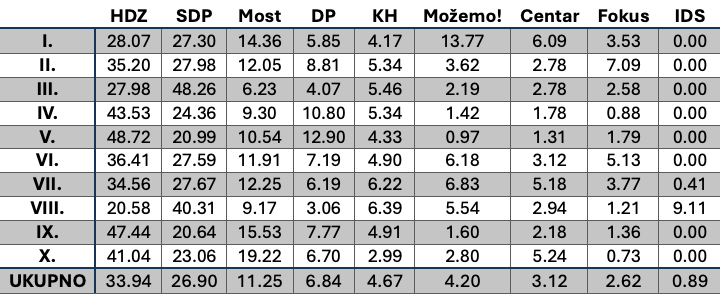 HDZ SDP Most DP KH Možemo! Centar Fokus IDS
I. 28.07 27.30 14.36 5.85 4.17 13.77 6.09 3.53 0.00
II. 35.20 27.98 12.05 8.81 5.34 3.62 2.78 7.09 0.00
III. 27.98 48.26 6.23 4.07 5.46 2.19 2.78 2.58 0.00
IV. 43.53 24.36 9.30 10.80 5.34 1.42 1.78 0.88 0.00
V. 48.72 20.99 10.54 12.90 4.33 0.97 1.31 1.79 0.00
VI. 36.41 27.59 11.91 7.19 4.90 6.18 3.12 5.13 0.00
VII. 34.56 27.67 12.25 6.19 6.22 6.83 5.18 3.77 0.41
VIII. 20.58 40.31 9.17 3.06 6.39 5.54 2.94 1.21 9.11
IX. 47.44 20.64 15.53 7.77 4.91 1.60 2.18 1.36 0.00
X. 41.04 23.06 19.22 6.70 2.99 2.80 5.24 0.73 0.00
UKUPNO 33.94 26.90 11.25 6.84 4.67 4.20 3.12 2.62 0.89